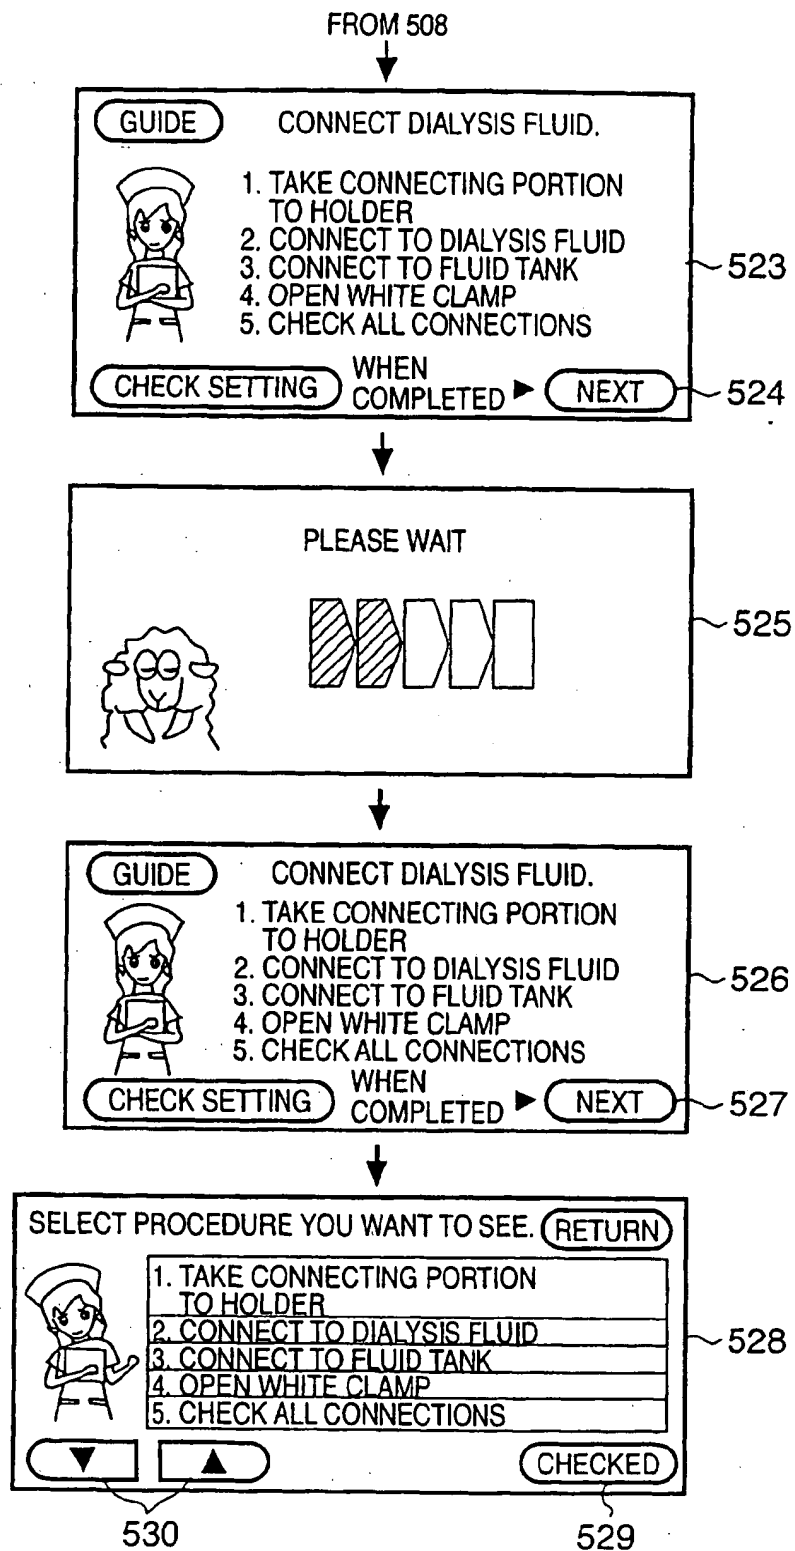 FROM 508
GUIDE CONNECT DIALYSIS FLUID.
1. TAKE CONNECTING PORTION
TO HOLDER
2. CONNECT TO DIALYSIS FLUID
3. CONNECT TO FLUID TANK
4. OPEN WHITE CLAMP
5. CHECK ALL CONNECTIONS
523
CHECK SETTING
WHEN
COMPLETED ▶ NEXT
524
PLEASE WAIT
525
GUIDE CONNECT DIALYSIS FLUID.
1. TAKE CONNECTING PORTION
TO HOLDER
2. CONNECT TO DIALYSIS FLUID
3. CONNECT TO FLUID TANK
4. OPEN WHITE CLAMP
5. CHECK ALL CONNECTIONS
526
CHECK SETTING
WHEN
COMPLETED ▶ NEXT
527
SELECT PROCEDURE YOU WANT TO SEE. RETURN
1. TAKE CONNECTING PORTION
TO HOLDER
2. CONNECT TO DIALYSIS FLUID
3. CONNECT TO FLUID TANK
4. OPEN WHITE CLAMP
5. CHECK ALL CONNECTIONS
528
▼ ▲ CHECKED
530 529